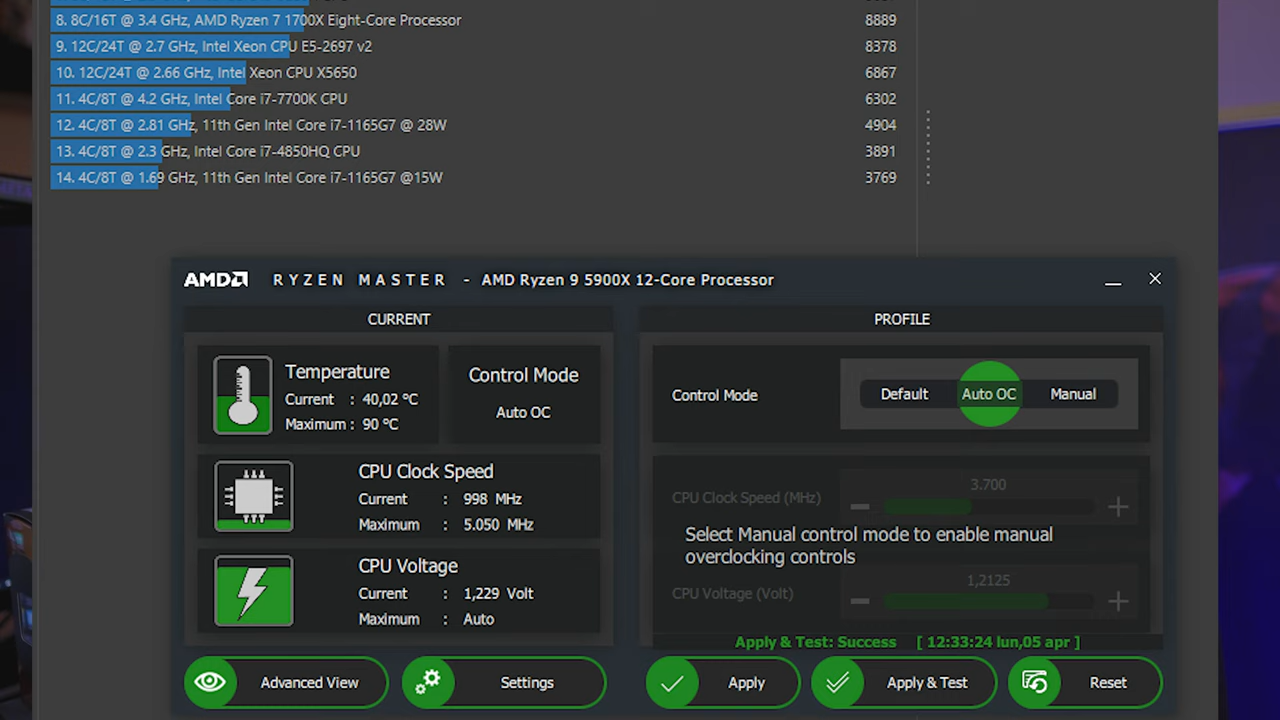 8. 8C/16T @ 3.4 GHz, AMD Ryzen 7 1700X Eight-Core Processor 8889
9. 12C/24T @ 2.7 GHz, Intel Xeon CPU E5-2697 v2 8378
10. 12C/24T @ 2.66 GHz, Intel Xeon CPU X5650 6867
11. 4C/8T @ 4.2 GHz, Intel Core i7-7700K CPU 6302
12. 4C/8T @ 2.81 GHz, 11th Gen Intel Core i7-1165G7 @ 28W 4904
13. 4C/8T @ 2.3 GHz, Intel Core i7-4850HQ CPU 3891
14. 4C/8T @ 1.69 GHz, 11th Gen Intel Core i7-1165G7 @15W 3769
AMD RYZEN MASTER - AMD Ryzen 9 5900X 12-Core Processor
CURRENT
Temperature
Current : 40,02 °C
Maximum : 90 °C
Control Mode
Auto OC
CPU Clock Speed
Current : 998 MHz
Maximum : 5.050 MHz
CPU Voltage
Current : 1,229 Volt
Maximum : Auto
PROFILE
Control Mode Default Auto OC Manual
3.700
CPU Clock Speed (MHz)
Select Manual control mode to enable manual
overclocking controls
1,2125
CPU Voltage (Volt)
Apply & Test: Success [ 12:33:24 lun,05 apr ]
Advanced View Settings Apply Apply & Test Reset